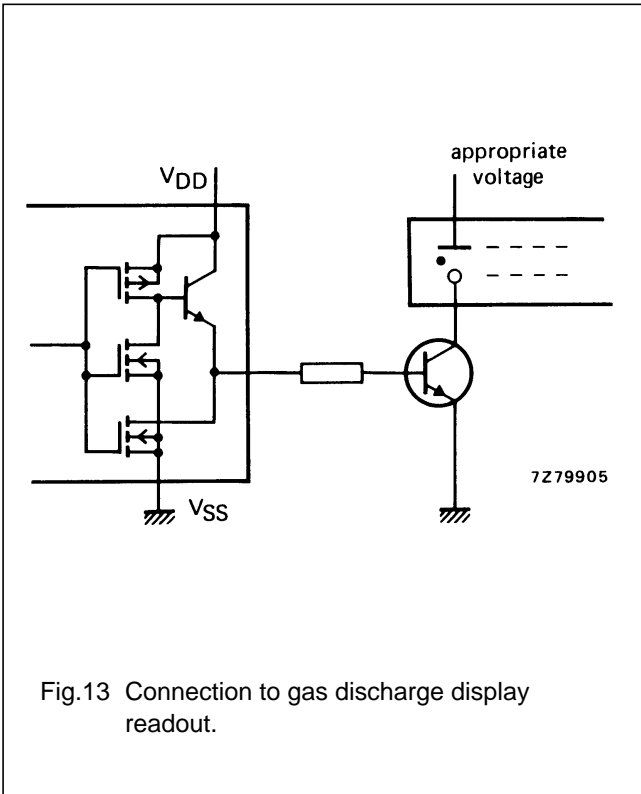 appropriate
voltage
VDD
7Z79905
VSS
Fig.13 Connection to gas discharge display
readout.